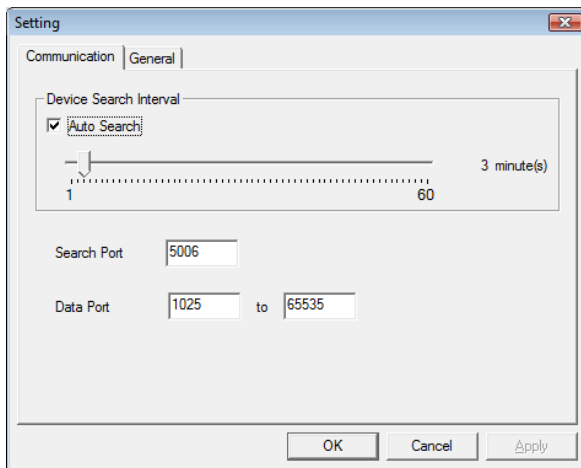 Setting
Communication General
Device Search Interval
Auto Search
3 minute(s)
1 60
Search Port 5006
Data Port 1025 to 65535
OK Cancel Apply